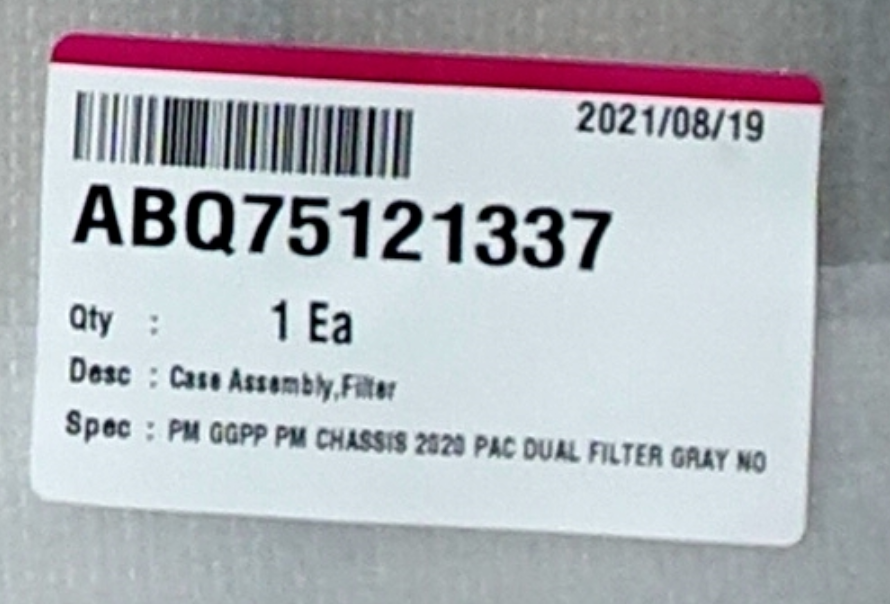 2021/08/19
ABQ75121337
Qty : 1 Ea
Desc : Case Assembly,Filter
Spec : PM GGPP PM CHASSIS 2020 PAC DUAL FILTER GRAY NO